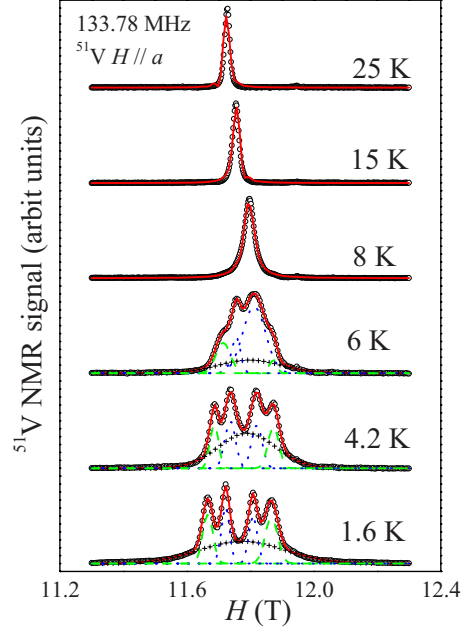 133.78 MHz
⁵¹V H // a
25 K
15 K
8 K
6 K
4.2 K
1.6 K
⁵¹V NMR signal (arbit units)
11.2 11.6 12.0 12.4
H (T)